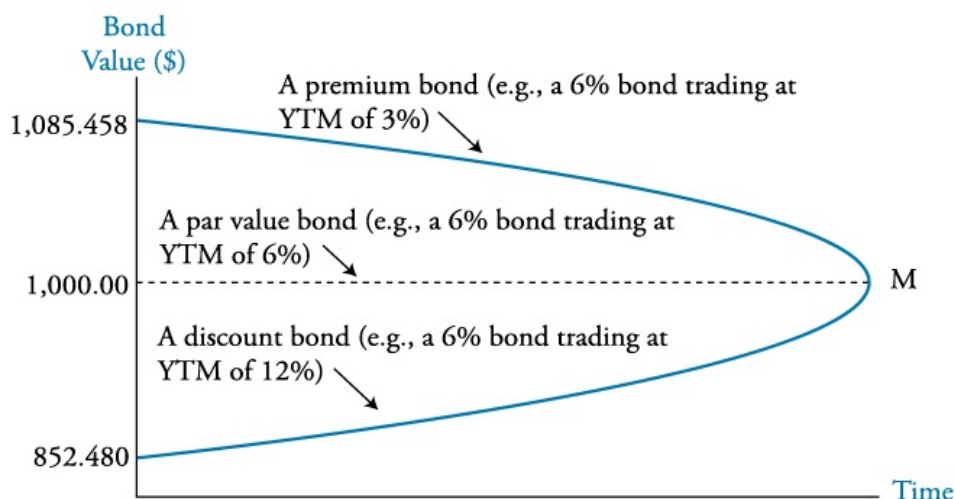 Bond
Value ($)
A premium bond (e.g., a 6% bond trading at
YTM of 3%)
1,085.458
A par value bond (e.g., a 6% bond trading at
YTM of 6%)
1,000.00
M
A discount bond (e.g., a 6% bond trading at
YTM of 12%)
852.480
Time